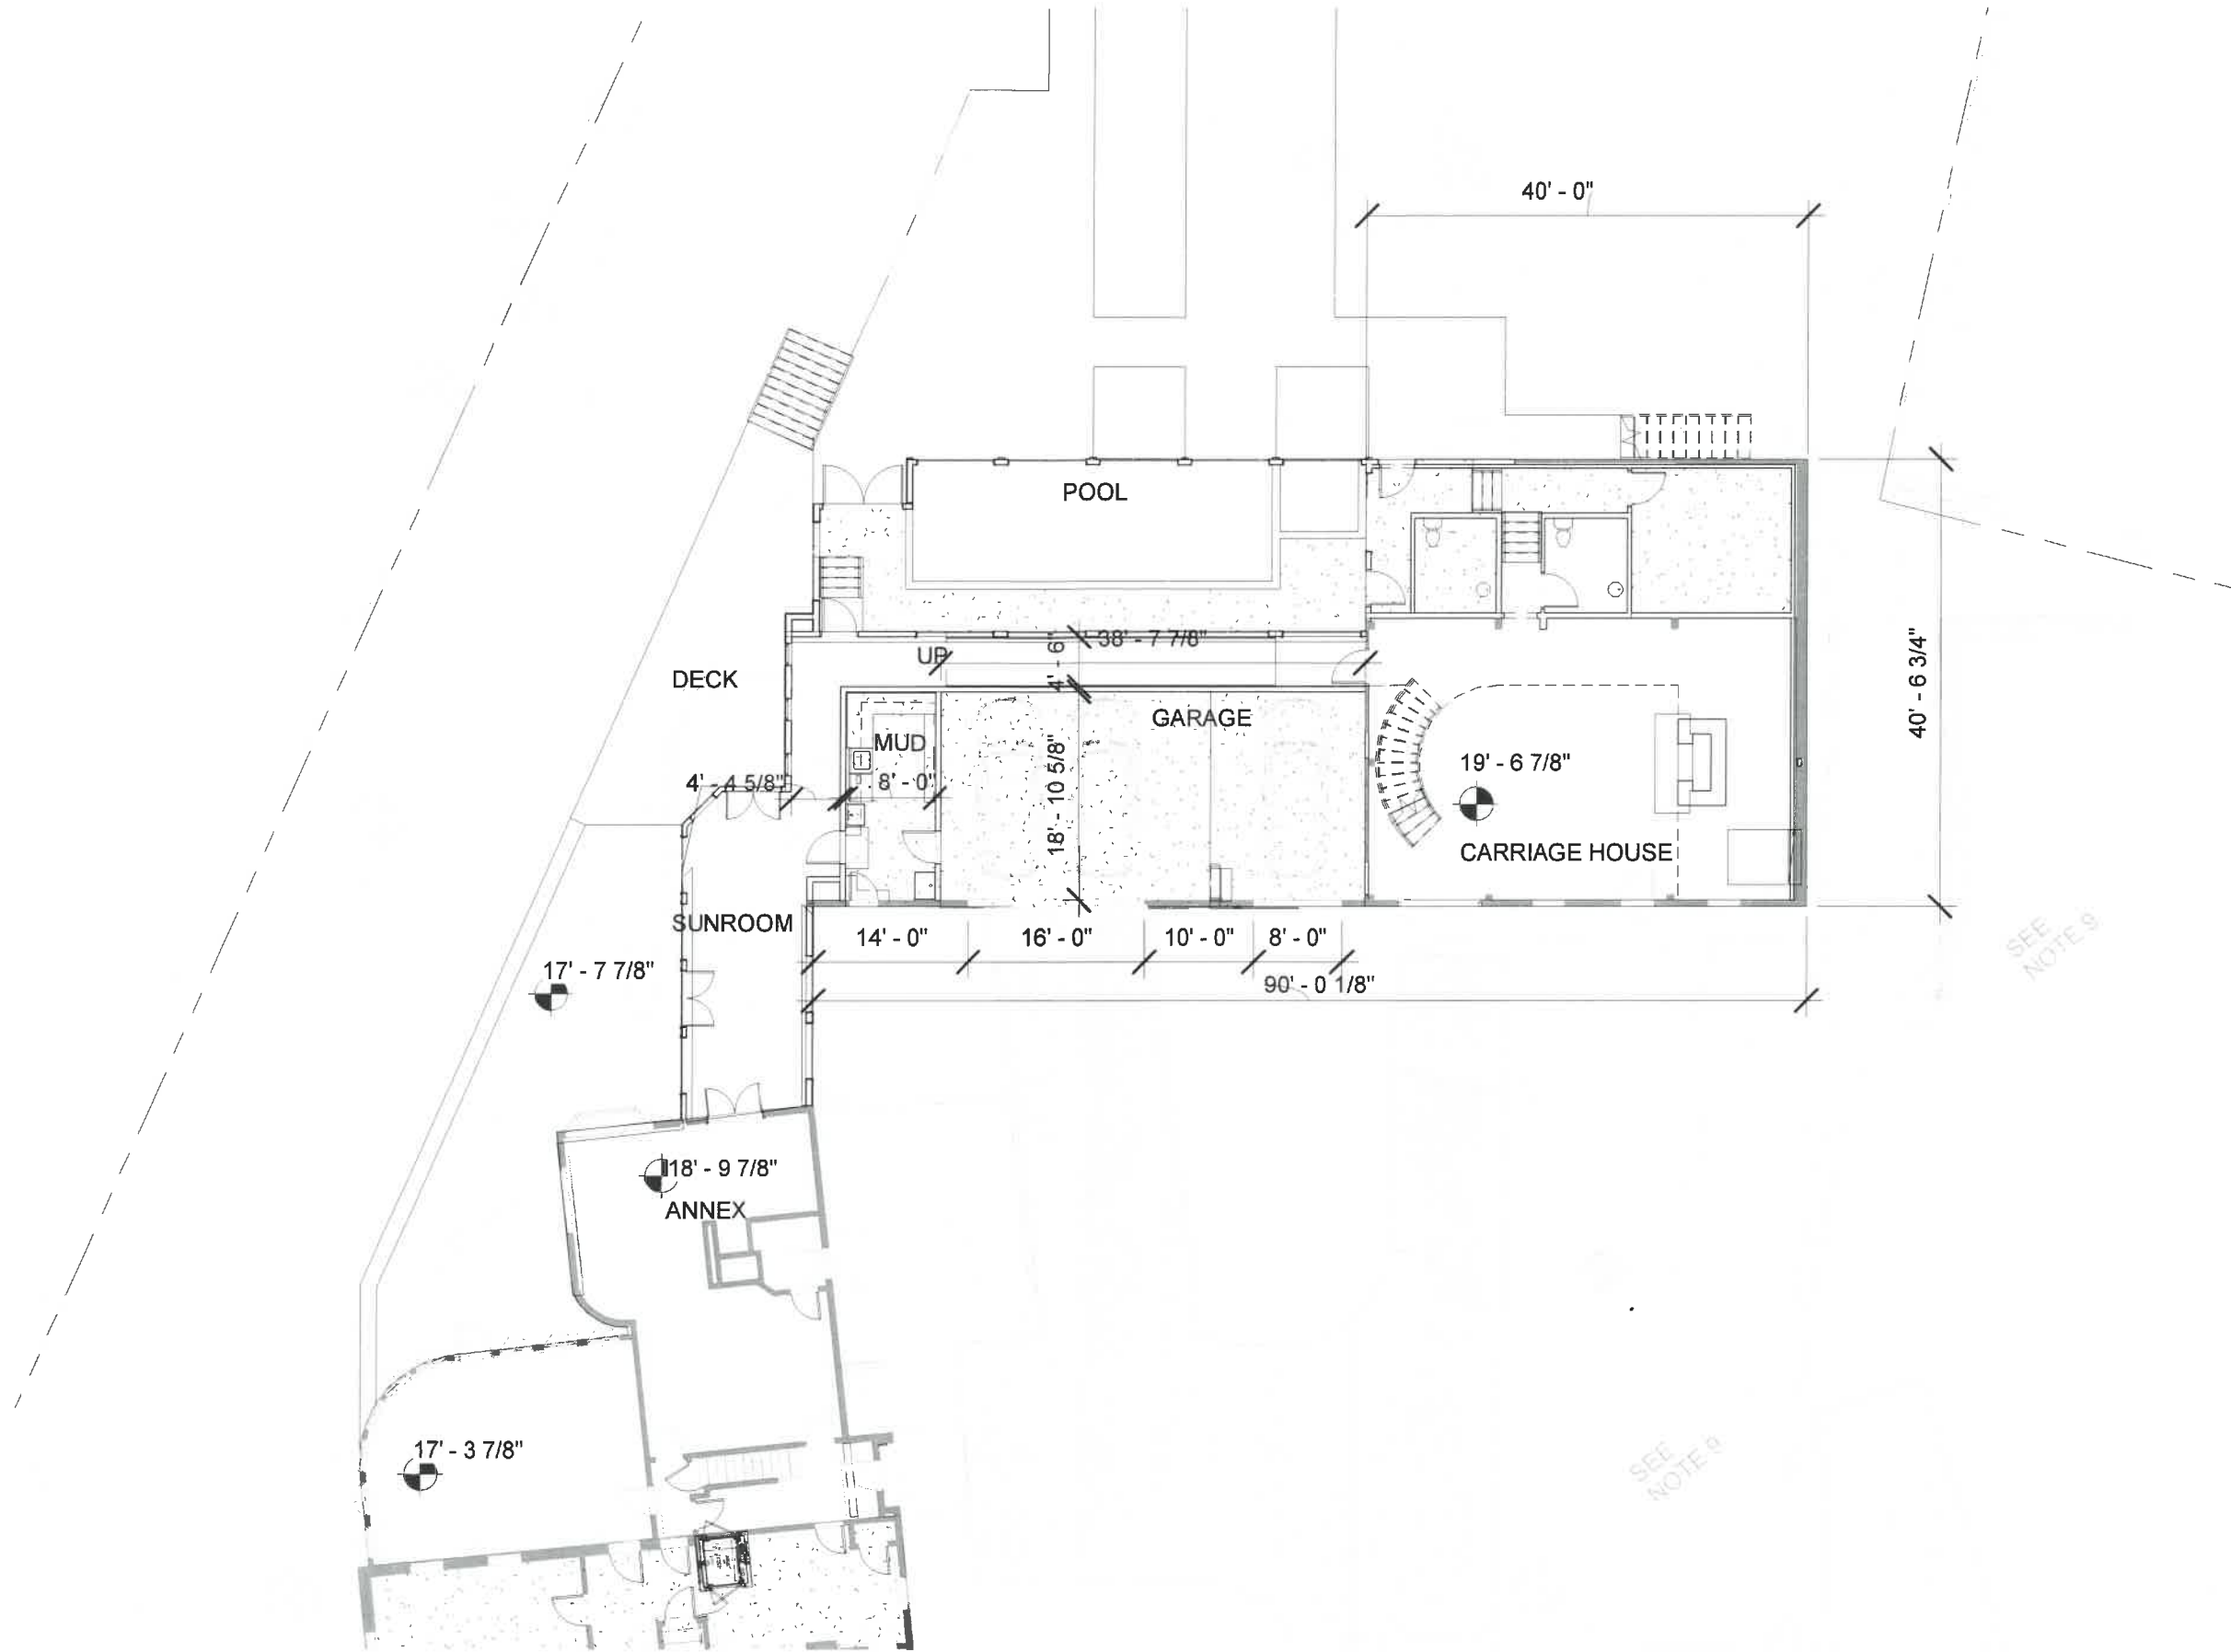 40' - 0"
POOL
38' - 7 7/8"
UP
4' - 6"
DECK
40' - 6 3/4"
GARAGE
MUD
19' - 6 7/8"
4' - 4 5/8"
8' - 0"
18' - 10 5/8"
CARRIAGE HOUSE
SUNROOM
14' - 0"
16' - 0"
10' - 0"
8' - 0"
SEE
NOTE 9
17' - 7 7/8"
90' - 0 1/8"
18' - 9 7/8"
ANNEX
17' - 3 7/8"
SEE
NOTE 9